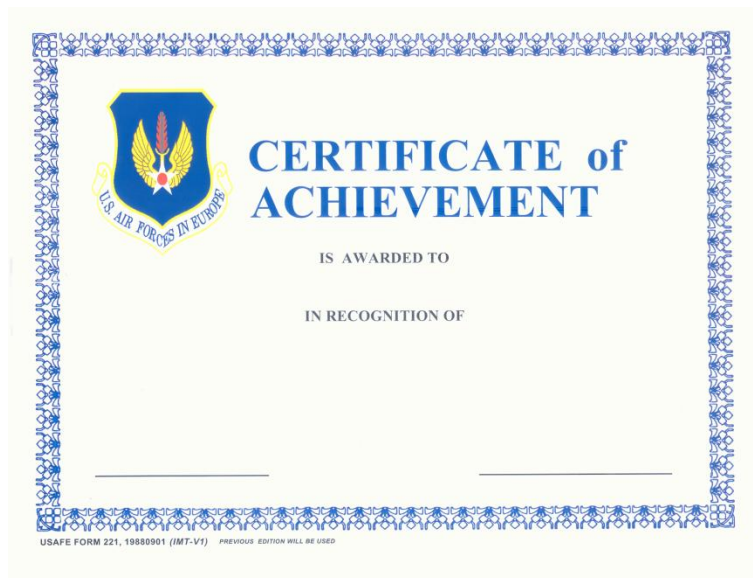 CERTIFICATE of
ACHIEVEMENT
U.S. AIR FORCES IN EUROPE
IS AWARDED TO
IN RECOGNITION OF
USAFE FORM 221, 19880901 (IMT-V1) PREVIOUS EDITION WILL BE USED